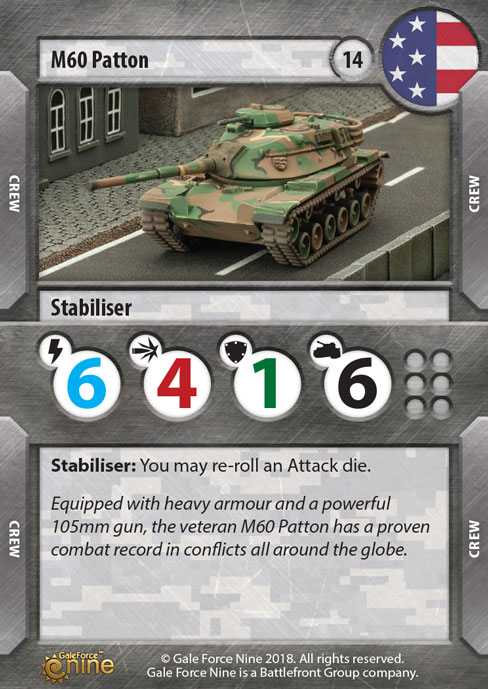 M60 Patton
14
CREW
CREW
Stabiliser
6
4
1
6
Stabiliser: You may re-roll an Attack die.
Equipped with heavy armour and a powerful
105mm gun, the veteran M60 Patton has a proven
combat record in conflicts all around the globe.
CREW
CREW
GaleForce™
nine
© Gale Force Nine 2018. All rights reserved.
Gale Force Nine is a Battlefront Group company.